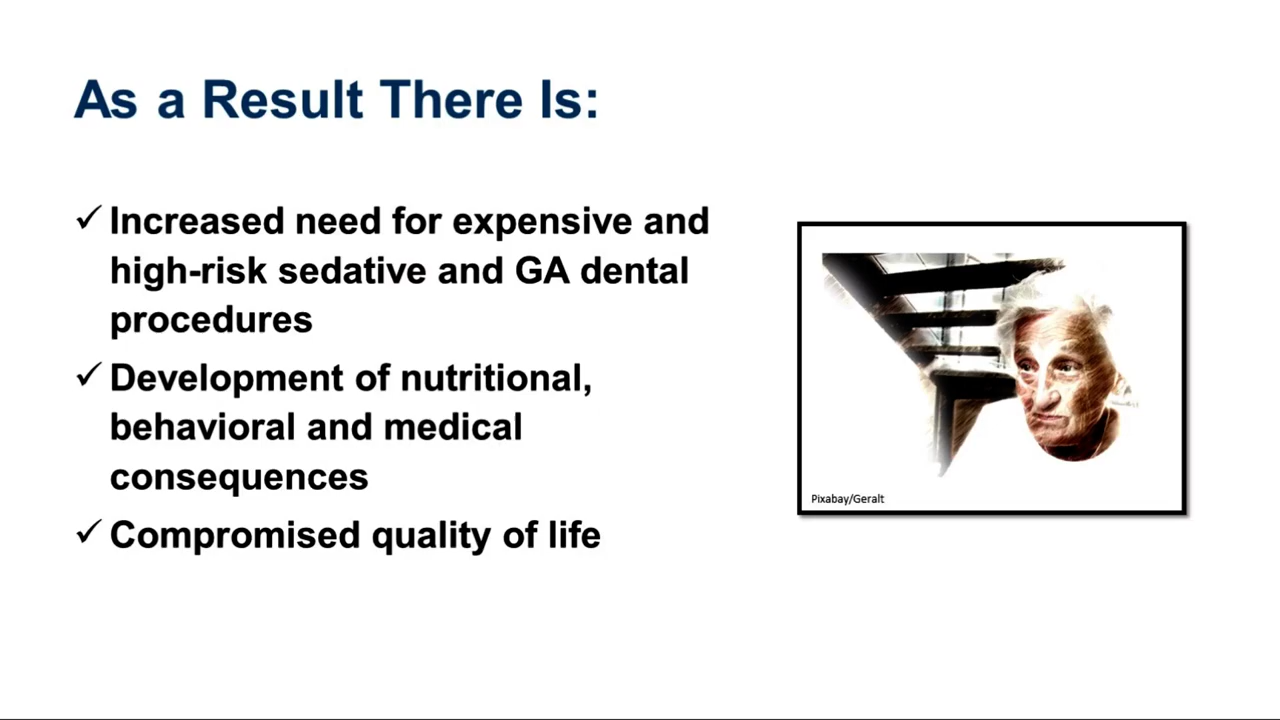 As a Result There Is:
✓ Increased need for expensive and
high-risk sedative and GA dental
procedures
✓ Development of nutritional,
behavioral and medical
consequences
✓ Compromised quality of life
Pixabay/Geralt